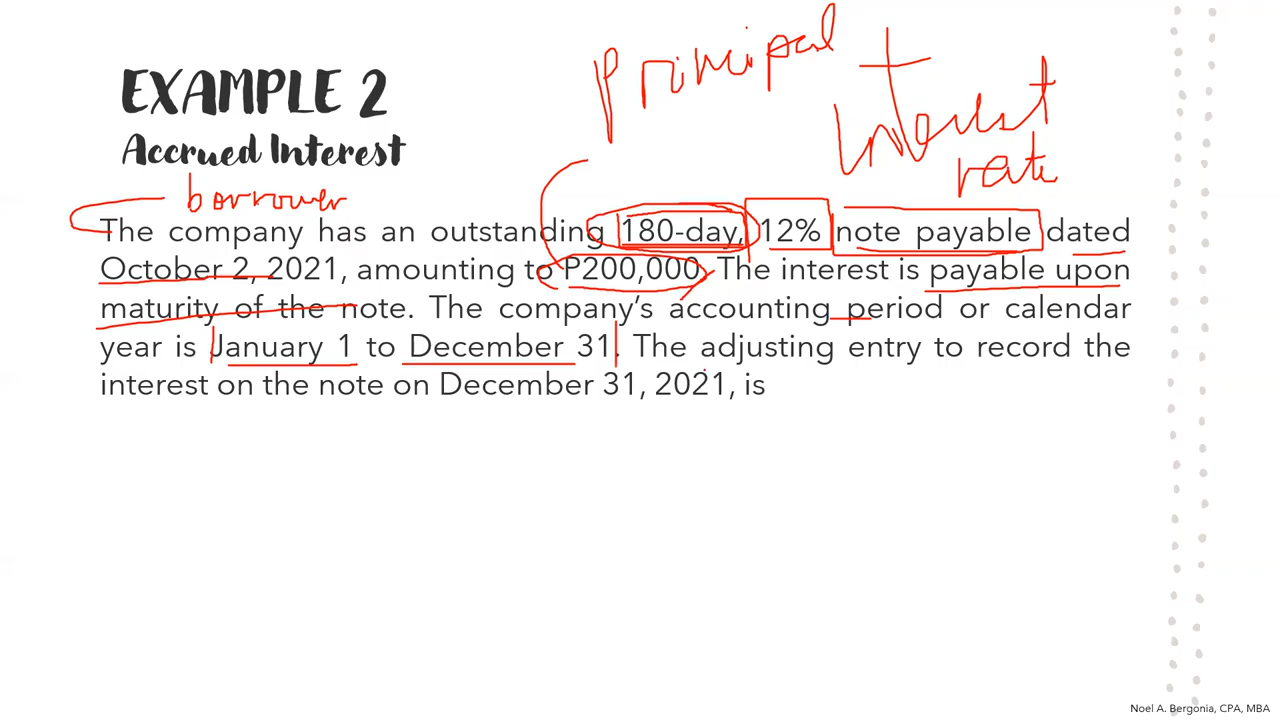 Principal
Interest
rate
EXAMPLE 2
Accrued Interest
borrower
The company has an outstanding 180-day, 12% note payable dated
October 2, 2021, amounting to P200,000. The interest is payable upon
maturity of the note. The company's accounting period or calendar
year is January 1 to December 31. The adjusting entry to record the
interest on the note on December 31, 2021, is
Noel A. Bergonia, CPA, MBA